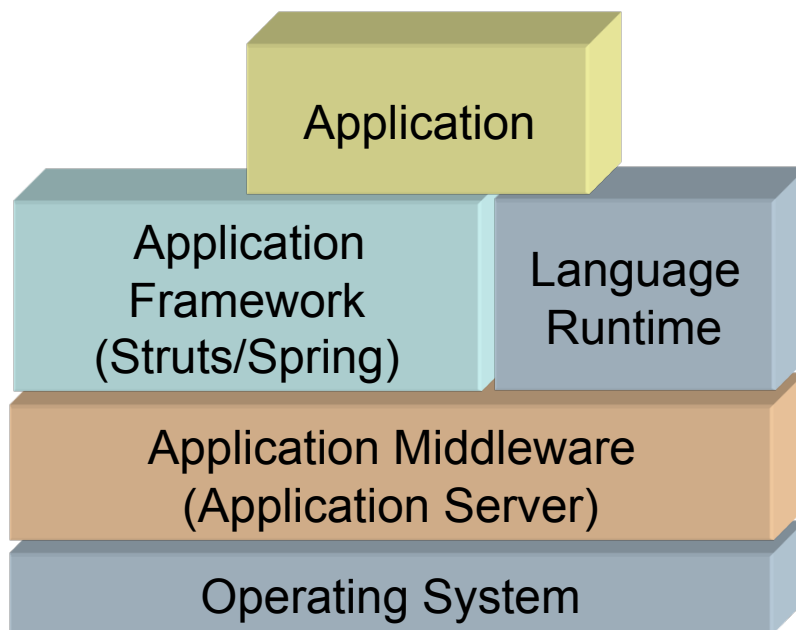 Application
Application
Framework
(Struts/Spring)
Language
Runtime
Application Middleware
(Application Server)
Operating System